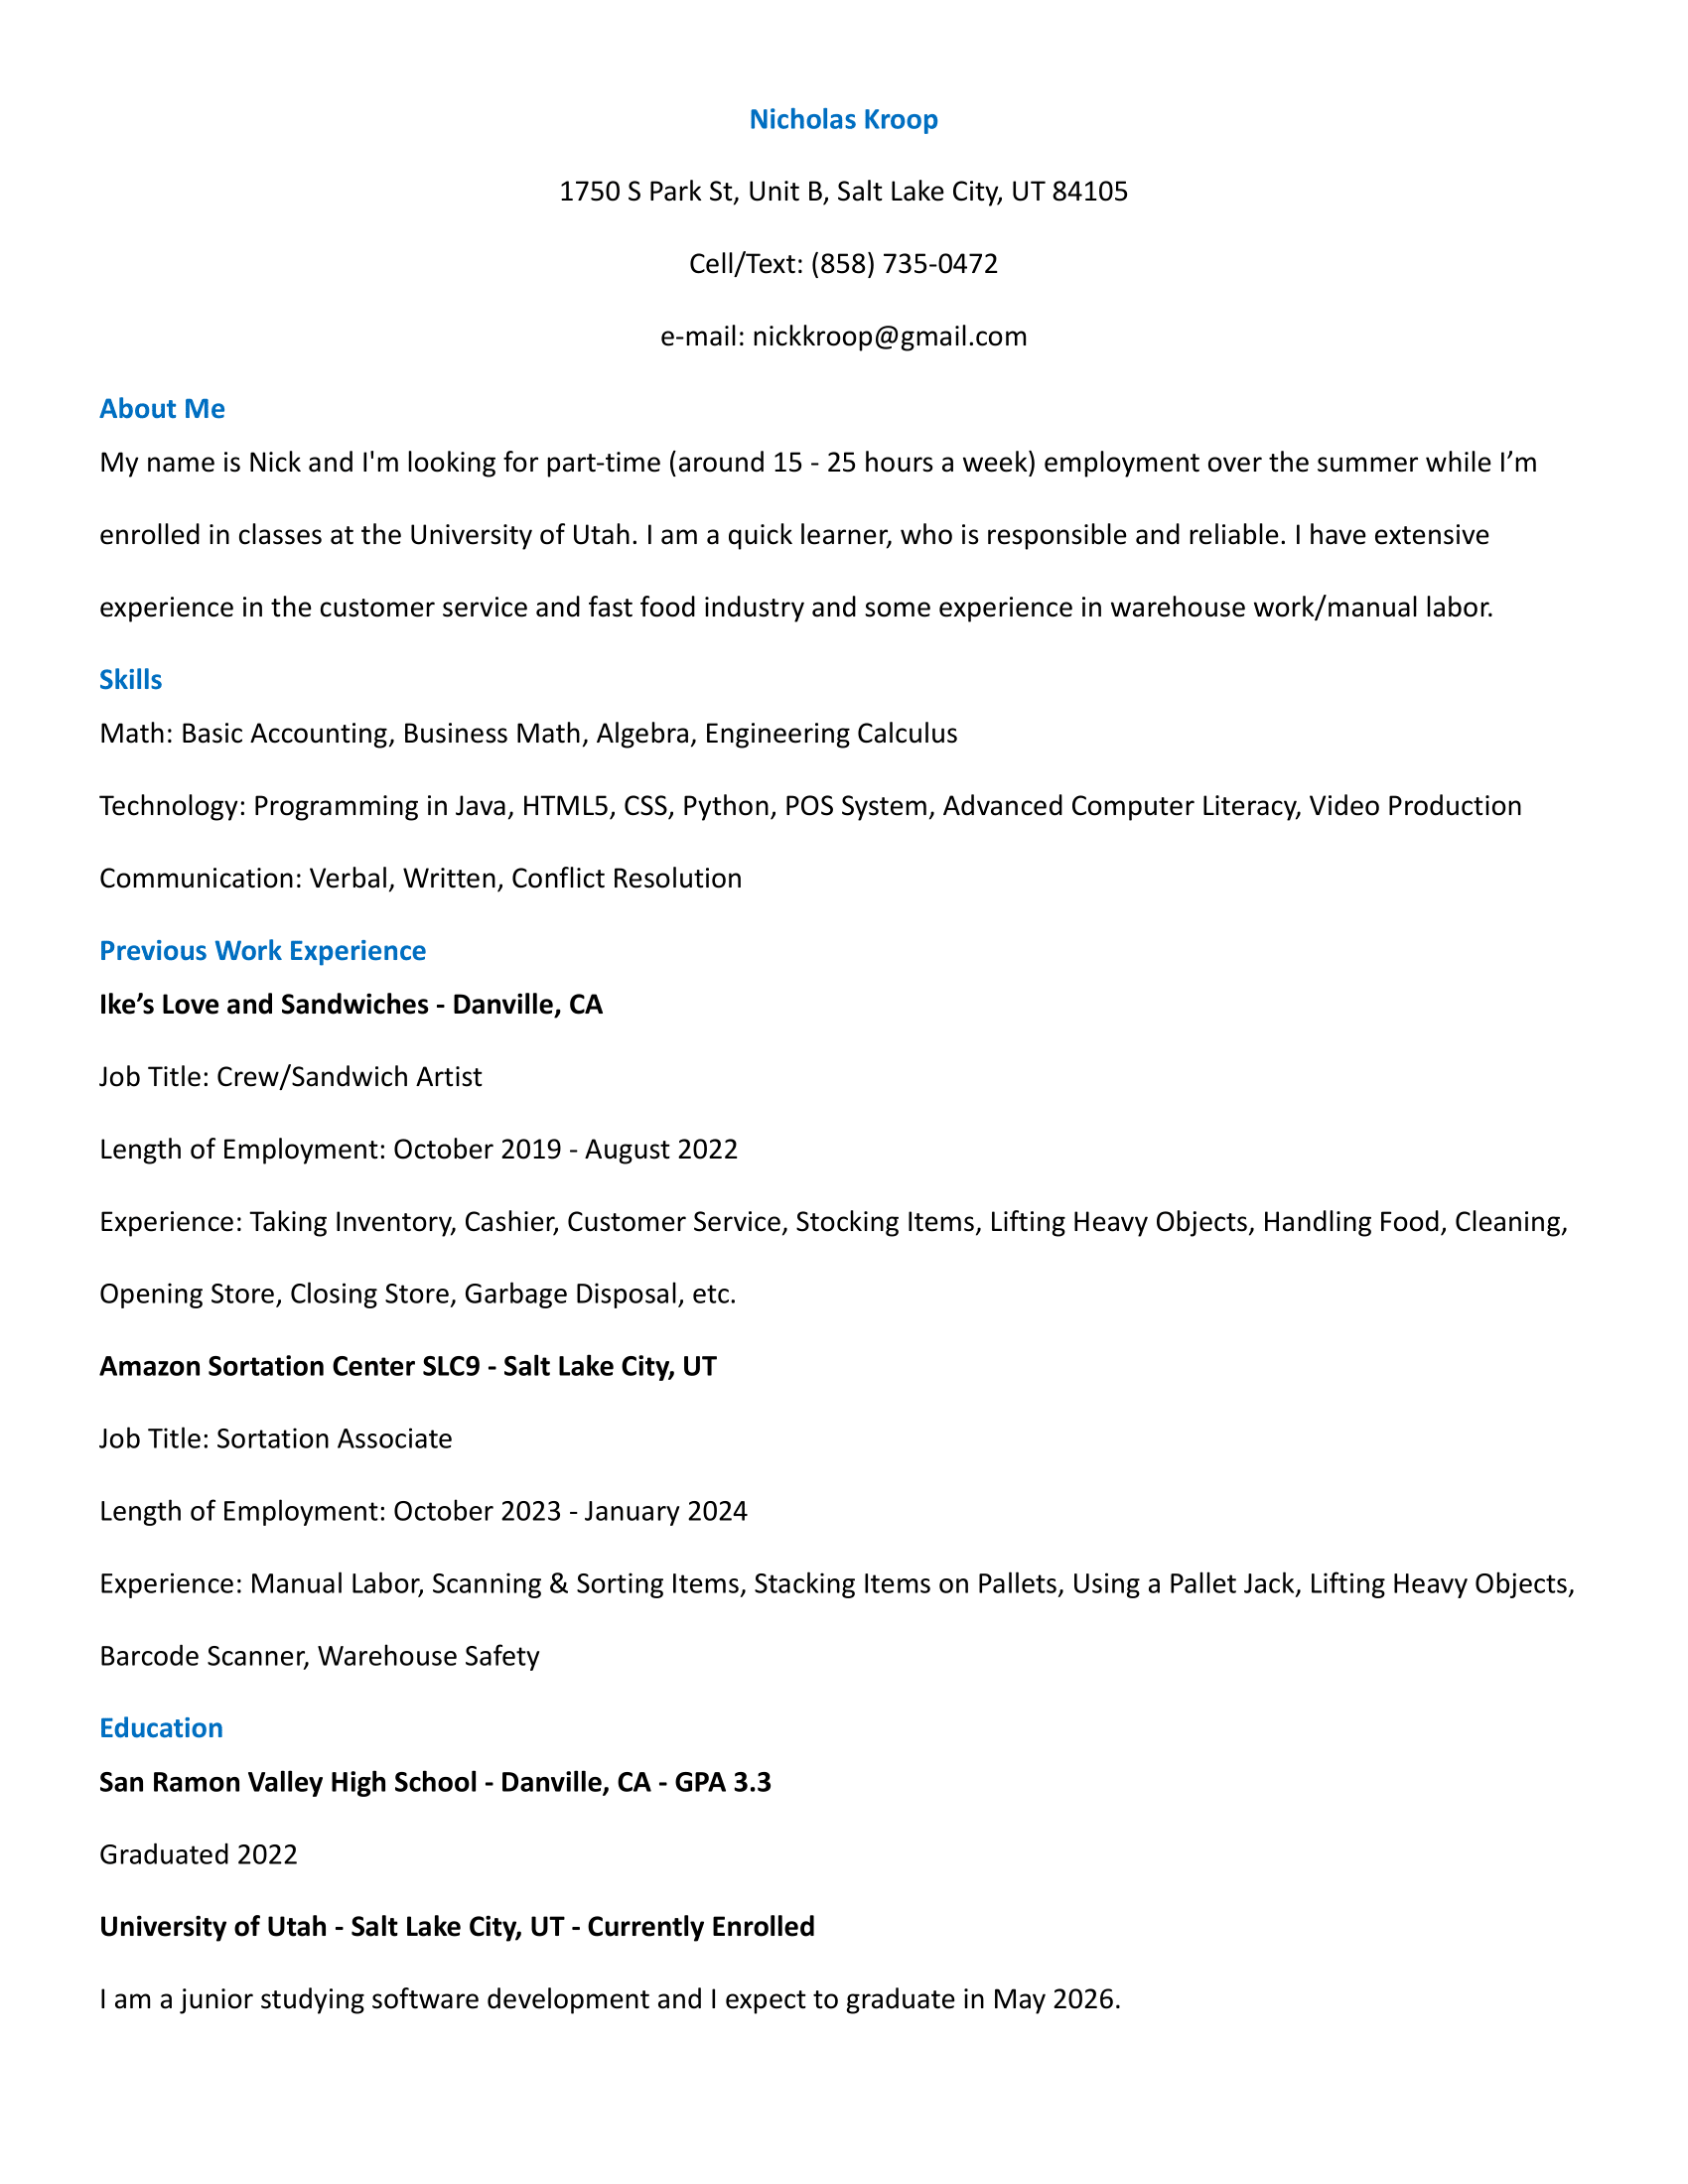 Nicholas Kroop
1750 S Park St, Unit B, Salt Lake City, UT 84105
Cell/Text: (858) 735-0472
e-mail: nickkroop@gmail.com
About Me
My name is Nick and I'm looking for part-time (around 15 - 25 hours a week) employment over the summer while I’m
enrolled in classes at the University of Utah. I am a quick learner, who is responsible and reliable. I have extensive
experience in the customer service and fast food industry and some experience in warehouse work/manual labor.
Skills
Math: Basic Accounting, Business Math, Algebra, Engineering Calculus
Technology: Programming in Java, HTML5, CSS, Python, POS System, Advanced Computer Literacy, Video Production
Communication: Verbal, Written, Conflict Resolution
Previous Work Experience
Ike’s Love and Sandwiches - Danville, CA
Job Title: Crew/Sandwich Artist
Length of Employment: October 2019 - August 2022
Experience: Taking Inventory, Cashier, Customer Service, Stocking Items, Lifting Heavy Objects, Handling Food, Cleaning,
Opening Store, Closing Store, Garbage Disposal, etc.
Amazon Sortation Center SLC9 - Salt Lake City, UT
Job Title: Sortation Associate
Length of Employment: October 2023 - January 2024
Experience: Manual Labor, Scanning & Sorting Items, Stacking Items on Pallets, Using a Pallet Jack, Lifting Heavy Objects,
Barcode Scanner, Warehouse Safety
Education
San Ramon Valley High School - Danville, CA - GPA 3.3
Graduated 2022
University of Utah - Salt Lake City, UT - Currently Enrolled
I am a junior studying software development and I expect to graduate in May 2026.